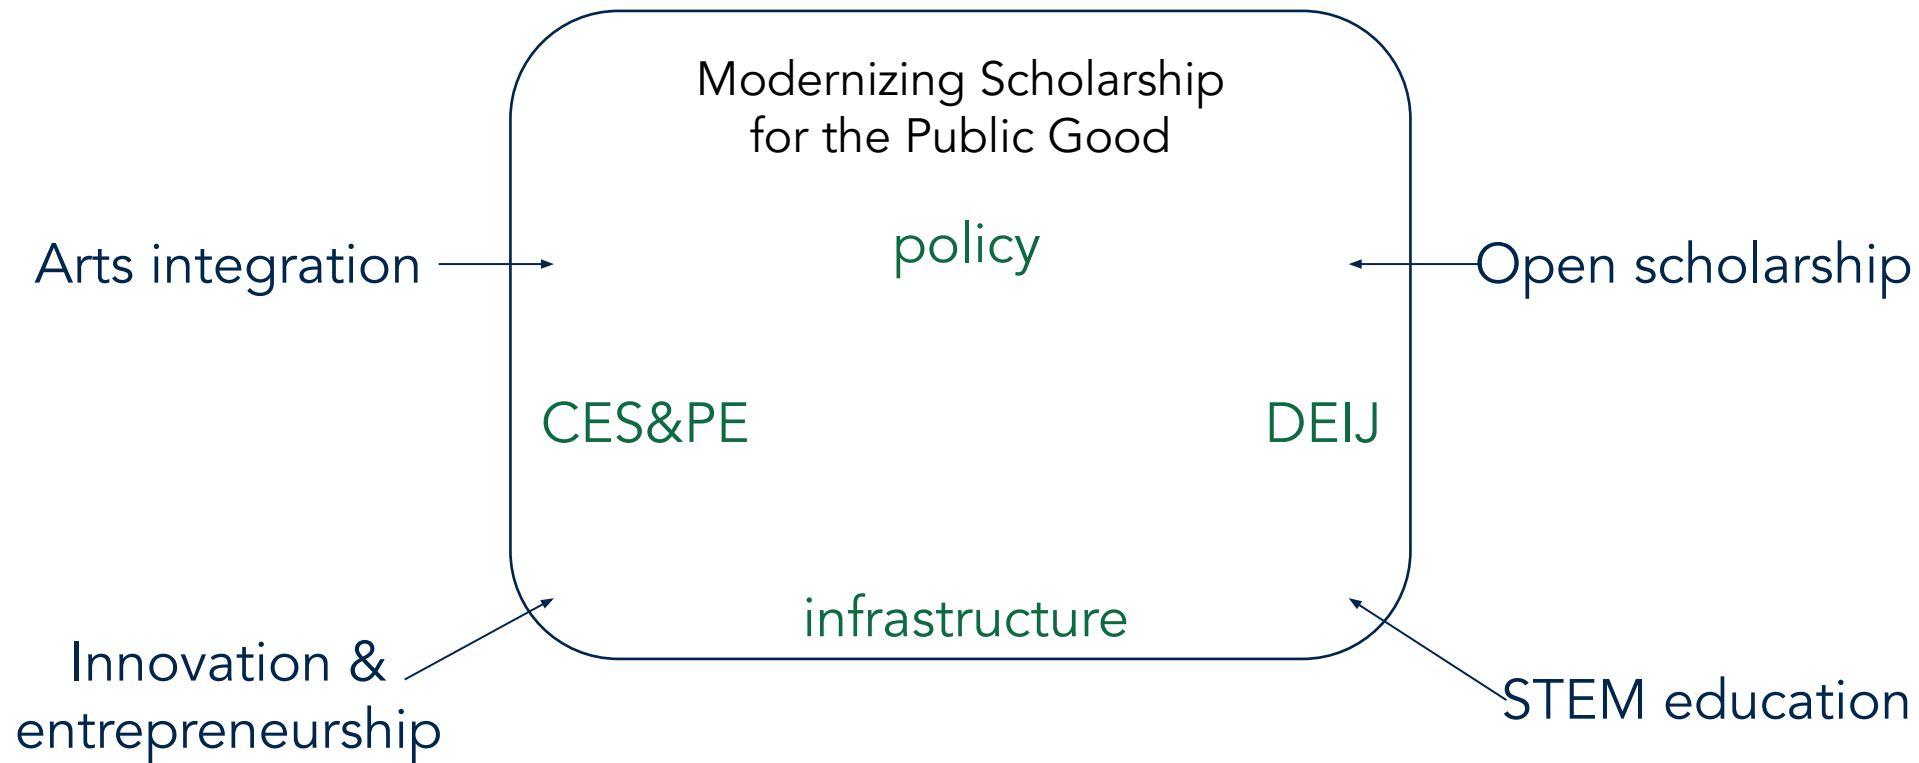 Modernizing Scholarship
for the Public Good
policy
Arts integration
Open scholarship
CES&PE
DEIJ
infrastructure
Innovation &
entrepreneurship
STEM education